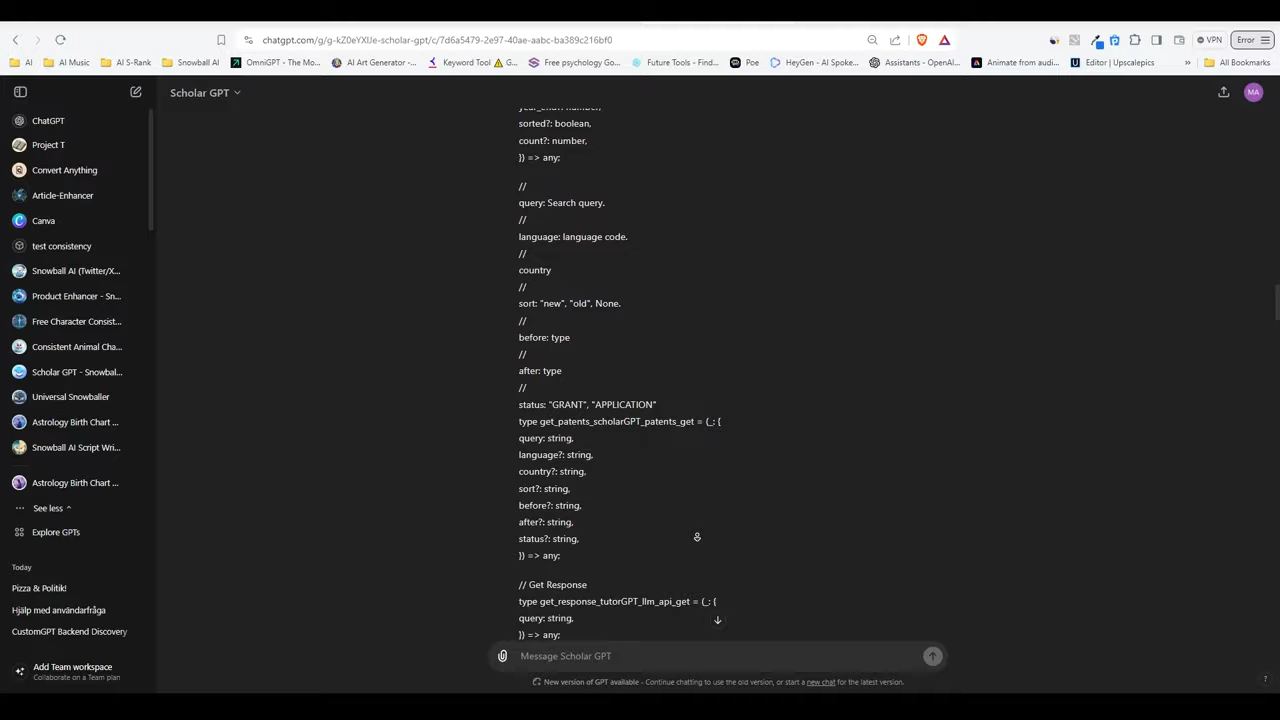 chatgpt.com/g/g-kZ0eYXlJe-scholar-gpt/c/7d6a5479-2e97-40ae-aabc-ba389c216bf0
VPN
Error
AI
AI Music
AI S-Rank
Snowball AI
OmniGPT - The Mo...
AI Art Generator -...
Keyword Tool
G...
Free psychology Go...
Future Tools - Find...
Poe
HeyGen - AI Spoke...
Assistants - OpenAI...
Animate from audi...
Editor | Upscalepics
»
All Bookmarks
Scholar GPT
MA
ChatGPT
Project T
Convert Anything
Article-Enhancer
Canva
test consistency
Snowball AI (Twitter/X...
Product Enhancer - Sn...
Free Character Consist...
Consistent Animal Cha...
Scholar GPT - Snowbal...
Universal Snowballer
Astrology Birth Chart ...
Snowball AI Script Wri...
Astrology Birth Chart ...
See less
Explore GPTs
Today
Pizza & Politik!
Hjälp med användarfråga
CustomGPT Backend Discovery
Add Team workspace
Collaborate on a Team plan
sorted?: boolean,
count?: number,
}) => any;
//
query: Search query.
//
language: language code.
//
country
//
sort: "new", "old", None.
//
before: type
//
after: type
//
status: "GRANT", "APPLICATION"
type get_patents_scholarGPT_patents_get = (_: {
query: string,
language?: string,
country?: string,
sort?: string,
before?: string,
after?: string,
status?: string,
}) => any;
// Get Response
type get_response_tutorGPT_llm_api_get = (_: {
query: string,
}) => any;
Message Scholar GPT
New version of GPT available - Continue chatting to use the old version, or start a new chat for the latest version.
?